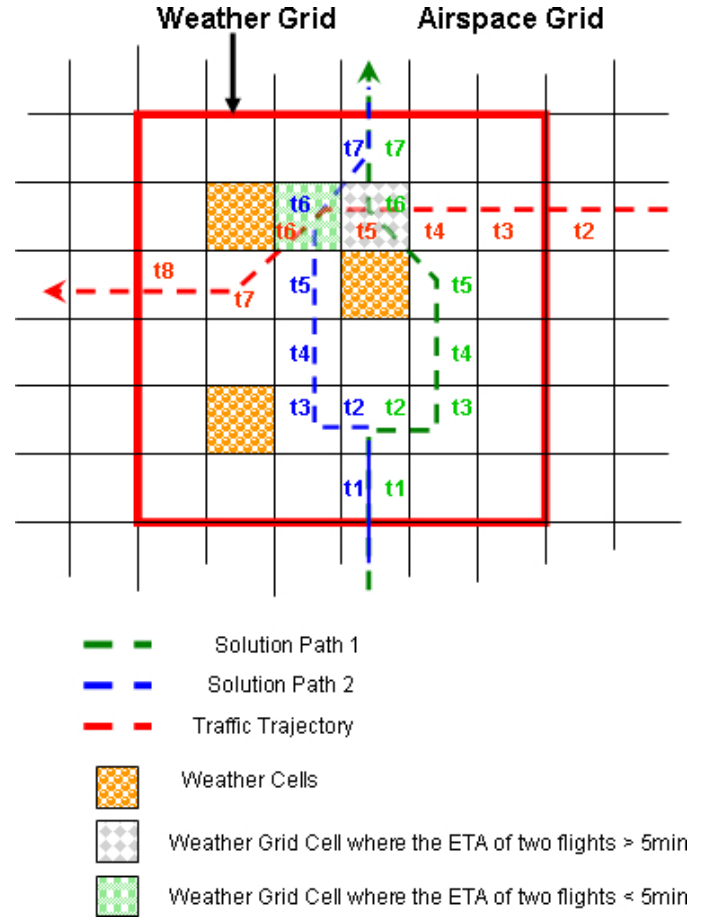 Weather Grid Airspace Grid
t7 t7
t6 t6
t6 t5 t4 t3 t2
t8 t7 t5 t5
t4 t4
t3 t2 t2 t3
t1 t1
Solution Path 1
Solution Path 2
Traffic Trajectory
Weather Cells
Weather Grid Cell where the ETA of two flights > 5min
Weather Grid Cell where the ETA of two flights < 5min